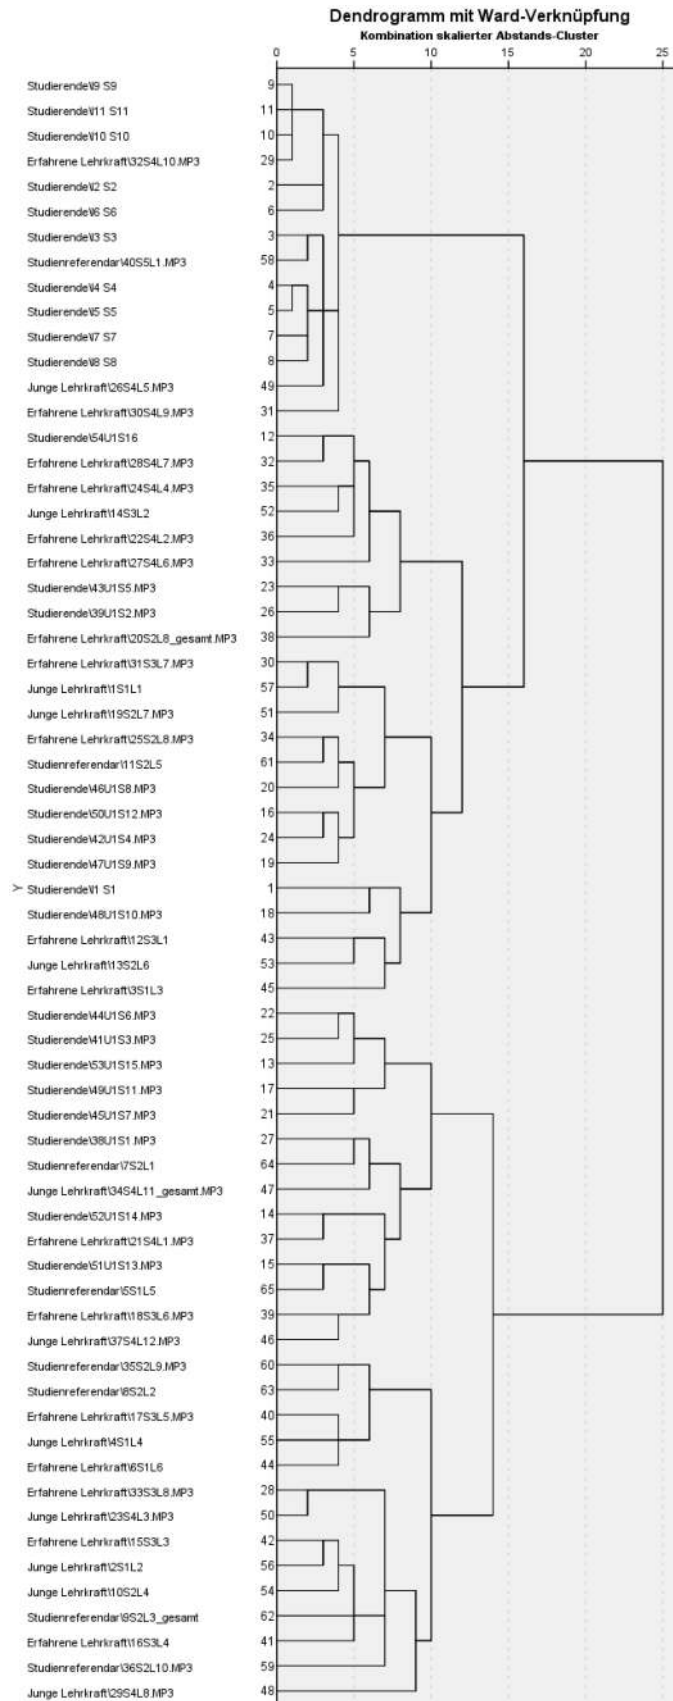 Dendrogramm mit Ward-Verknüpfung
Kombination skalierter Abstands-Cluster
0 5 10 15 20 25
Studierende\I9 S9 9
Studierende\I11 S11 11
Studierende\I10 S10 10
Erfahrene Lehrkraft\32S4L10.MP3 29
Studierende\I2 S2 2
Studierende\I6 S6 6
Studierende\I3 S3 3
Studienreferendar\40S5L1.MP3 58
Studierende\I4 S4 4
Studierende\I5 S5 5
Studierende\I7 S7 7
Studierende\I8 S8 8
Junge Lehrkraft\26S4L5.MP3 49
Erfahrene Lehrkraft\30S4L9.MP3 31
Studierende\54U1S16 12
Erfahrene Lehrkraft\28S4L7.MP3 32
Erfahrene Lehrkraft\24S4L4.MP3 35
Junge Lehrkraft\14S3L2 52
Erfahrene Lehrkraft\22S4L2.MP3 36
Erfahrene Lehrkraft\27S4L6.MP3 33
Studierende\43U1S5.MP3 23
Studierende\39U1S2.MP3 26
Erfahrene Lehrkraft\20S2L8_gesamt.MP3 38
Erfahrene Lehrkraft\31S3L7.MP3 30
Junge Lehrkraft\1S1L1 57
Junge Lehrkraft\19S2L7.MP3 51
Erfahrene Lehrkraft\25S2L8.MP3 34
Studienreferendar\11S2L5 61
Studierende\46U1S8.MP3 20
Studierende\50U1S12.MP3 16
Studierende\42U1S4.MP3 24
Studierende\47U1S9.MP3 19
Y Studierende\I1 S1 1
Studierende\48U1S10.MP3 18
Erfahrene Lehrkraft\12S3L1 43
Junge Lehrkraft\13S2L6 53
Erfahrene Lehrkraft\3S1L3 45
Studierende\44U1S6.MP3 22
Studierende\41U1S3.MP3 25
Studierende\53U1S15.MP3 13
Studierende\49U1S11.MP3 17
Studierende\45U1S7.MP3 21
Studierende\38U1S1.MP3 27
Studienreferendar\7S2L1 64
Junge Lehrkraft\34S4L11_gesamt.MP3 47
Studierende\52U1S14.MP3 14
Erfahrene Lehrkraft\21S4L1.MP3 37
Studierende\51U1S13.MP3 15
Studienreferendar\5S1L5 65
Erfahrene Lehrkraft\18S3L6.MP3 39
Junge Lehrkraft\37S4L12.MP3 46
Studienreferendar\35S2L9.MP3 60
Studienreferendar\8S2L2 63
Erfahrene Lehrkraft\17S3L5.MP3 40
Junge Lehrkraft\4S1L4 55
Erfahrene Lehrkraft\6S1L6 44
Erfahrene Lehrkraft\33S3L8.MP3 28
Junge Lehrkraft\23S4L3.MP3 50
Erfahrene Lehrkraft\15S3L3 42
Junge Lehrkraft\2S1L2 56
Junge Lehrkraft\10S2L4 54
Studienreferendar\9S2L3_gesamt 62
Erfahrene Lehrkraft\16S3L4 41
Studienreferendar\36S2L10.MP3 59
Junge Lehrkraft\29S4L8.MP3 48